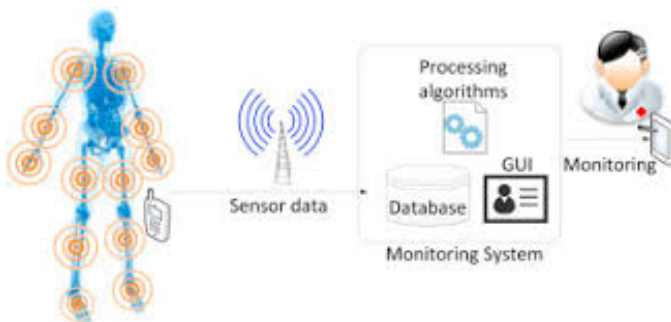 Processing
algorithms
GUI
Monitoring
Sensor data
Database
Monitoring System